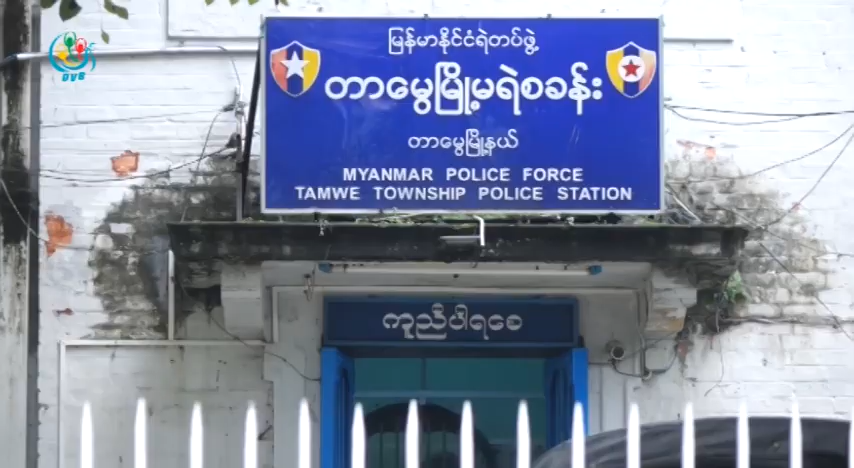 DVB
မြန်မာနိုင်ငံရဲတပ်ဖွဲ့
တာမွေမြို့မရဲစခန်း
တာမွေမြို့နယ်
MYANMAR POLICE FORCE
TAMWE TOWNSHIP POLICE STATION
ကူညီပါရစေ